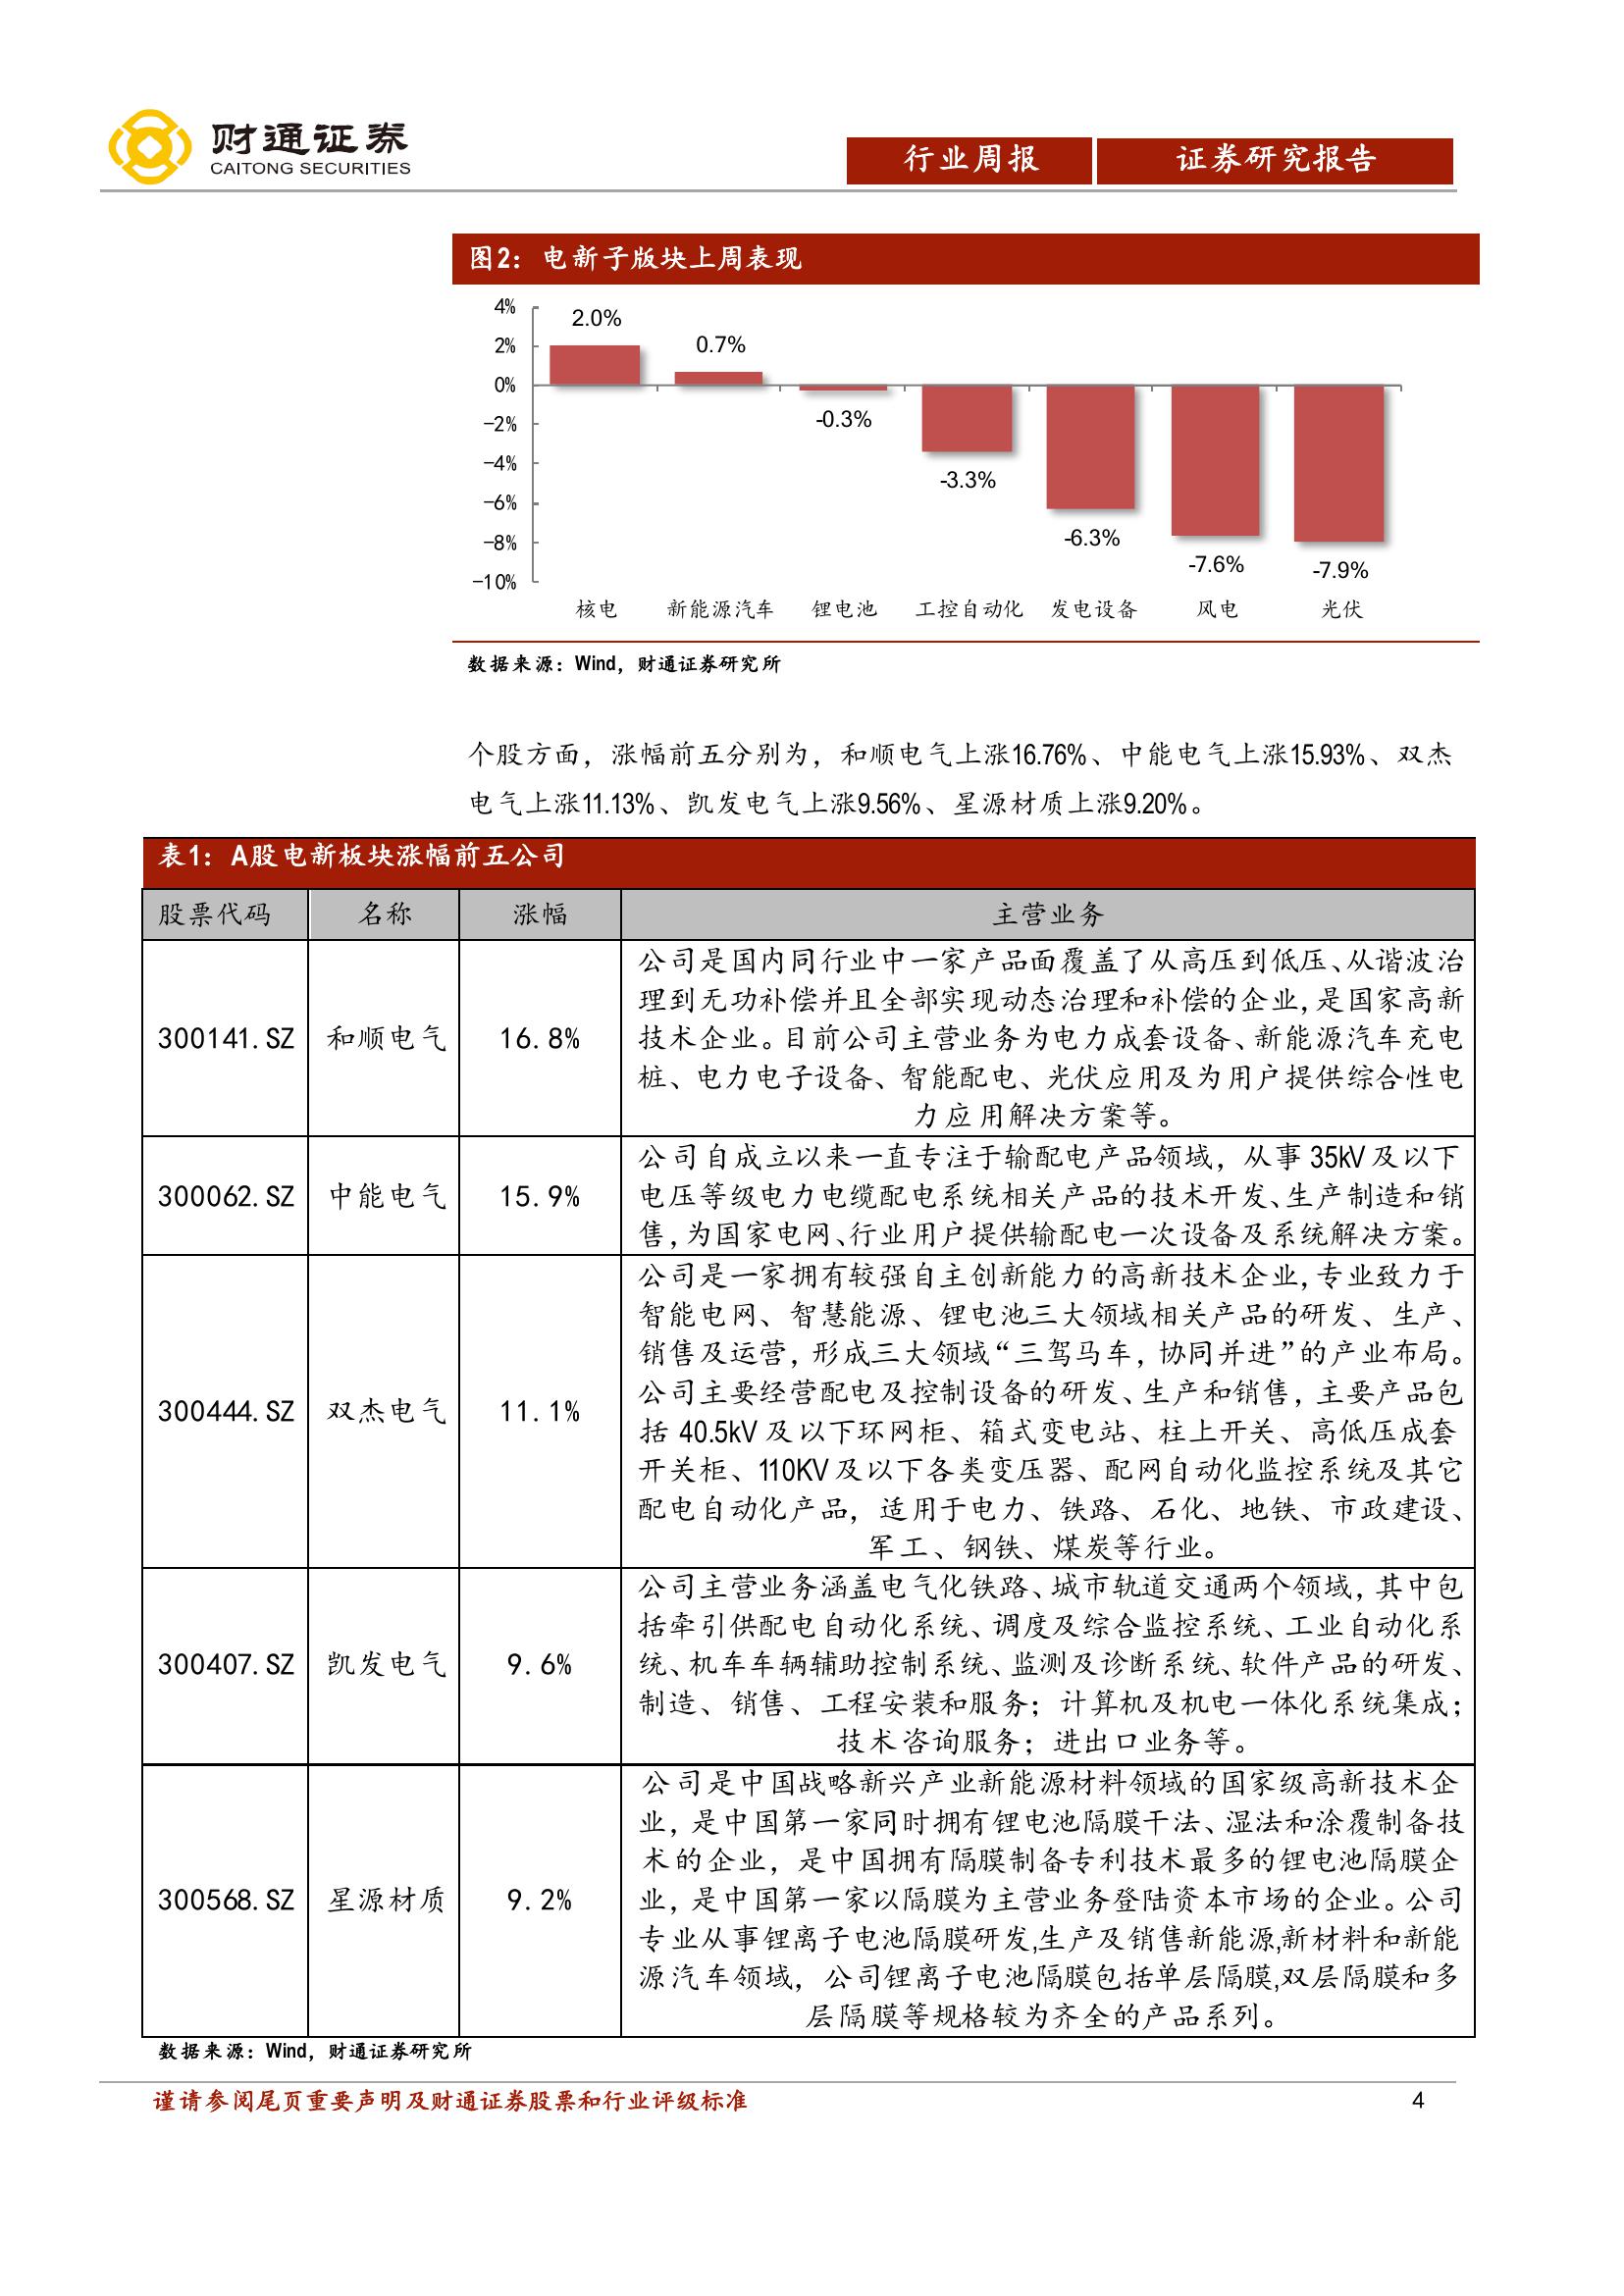 财通证券
CAITONG SECURITIES
行业周报
证券研究报告
图2：电新子版块上周表现
4%
2%
0%
-2%
-4%
-6%
-8%
-10%
2.0%
0.7%
-0.3%
-3.3%
-6.3%
-7.6%
-7.9%
核电 新能源汽车 锂电池 工控自动化 发电设备 风电 光伏
数据来源：Wind，财通证券研究所
个股方面，涨幅前五分别为，和顺电气上涨16.76%、中能电气上涨15.93%、双杰
电气上涨11.13%、凯发电气上涨9.56%、星源材质上涨9.20%。
表1：A股电新板块涨幅前五公司
股票代码 名称 涨幅 主营业务
300141.SZ 和顺电气 16.8%
公司是国内同行业中一家产品面覆盖了从高压到低压、从谐波治
理到无功补偿并且全部实现动态治理和补偿的企业，是国家高新
技术企业。目前公司主营业务为电力成套设备、新能源汽车充电
桩、电力电子设备、智能配电、光伏应用及为用户提供综合性电
力应用解决方案等。
300062.SZ 中能电气 15.9%
公司自成立以来一直专注于输配电产品领域，从事 35kV 及以下
电压等级电力电缆配电系统相关产品的技术开发、生产制造和销
售，为国家电网、行业用户提供输配电一次设备及系统解决方案。
300444.SZ 双杰电气 11.1%
公司是一家拥有较强自主创新能力的高新技术企业，专业致力于
智能电网、智慧能源、锂电池三大领域相关产品的研发、生产、
销售及运营，形成三大领域“三驾马车，协同并进”的产业布局。
公司主要经营配电及控制设备的研发、生产和销售，主要产品包
括 40.5kV 及以下环网柜、箱式变电站、柱上开关、高低压成套
开关柜、110KV 及以下各类变压器、配网自动化监控系统及其它
配电自动化产品，适用于电力、铁路、石化、地铁、市政建设、
军工、钢铁、煤炭等行业。
300407.SZ 凯发电气 9.6%
公司主营业务涵盖电气化铁路、城市轨道交通两个领域，其中包
括牵引供配电自动化系统、调度及综合监控系统、工业自动化系
统、机车车辆辅助控制系统、监测及诊断系统、软件产品的研发、
制造、销售、工程安装和服务；计算机及机电一体化系统集成；
技术咨询服务；进出口业务等。
300568.SZ 星源材质 9.2%
公司是中国战略新兴产业新能源材料领域的国家级高新技术企
业，是中国第一家同时拥有锂电池隔膜干法、湿法和涂覆制备技
术的企业，是中国拥有隔膜制备专利技术最多的锂电池隔膜企
业，是中国第一家以隔膜为主营业务登陆资本市场的企业。公司
专业从事锂离子电池隔膜研发,生产及销售新能源,新材料和新能
源汽车领域，公司锂离子电池隔膜包括单层隔膜,双层隔膜和多
层隔膜等规格较为齐全的产品系列。
数据来源：Wind，财通证券研究所
谨请参阅尾页重要声明及财通证券股票和行业评级标准 4